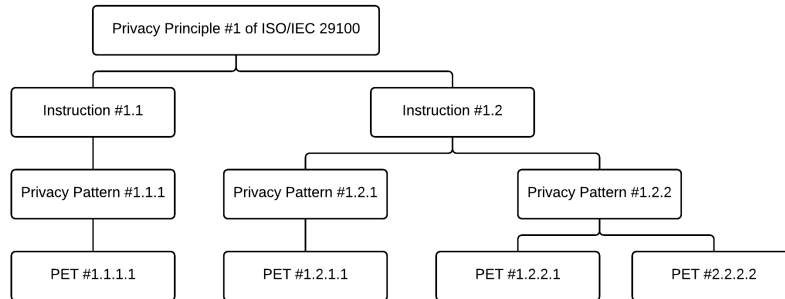 Privacy Principle #1 of ISO/IEC 29100
Instruction #1.1
Instruction #1.2
Privacy Pattern #1.1.1
Privacy Pattern #1.2.1
Privacy Pattern #1.2.2
PET #1.1.1.1
PET #1.2.1.1
PET #1.2.2.1
PET #2.2.2.2